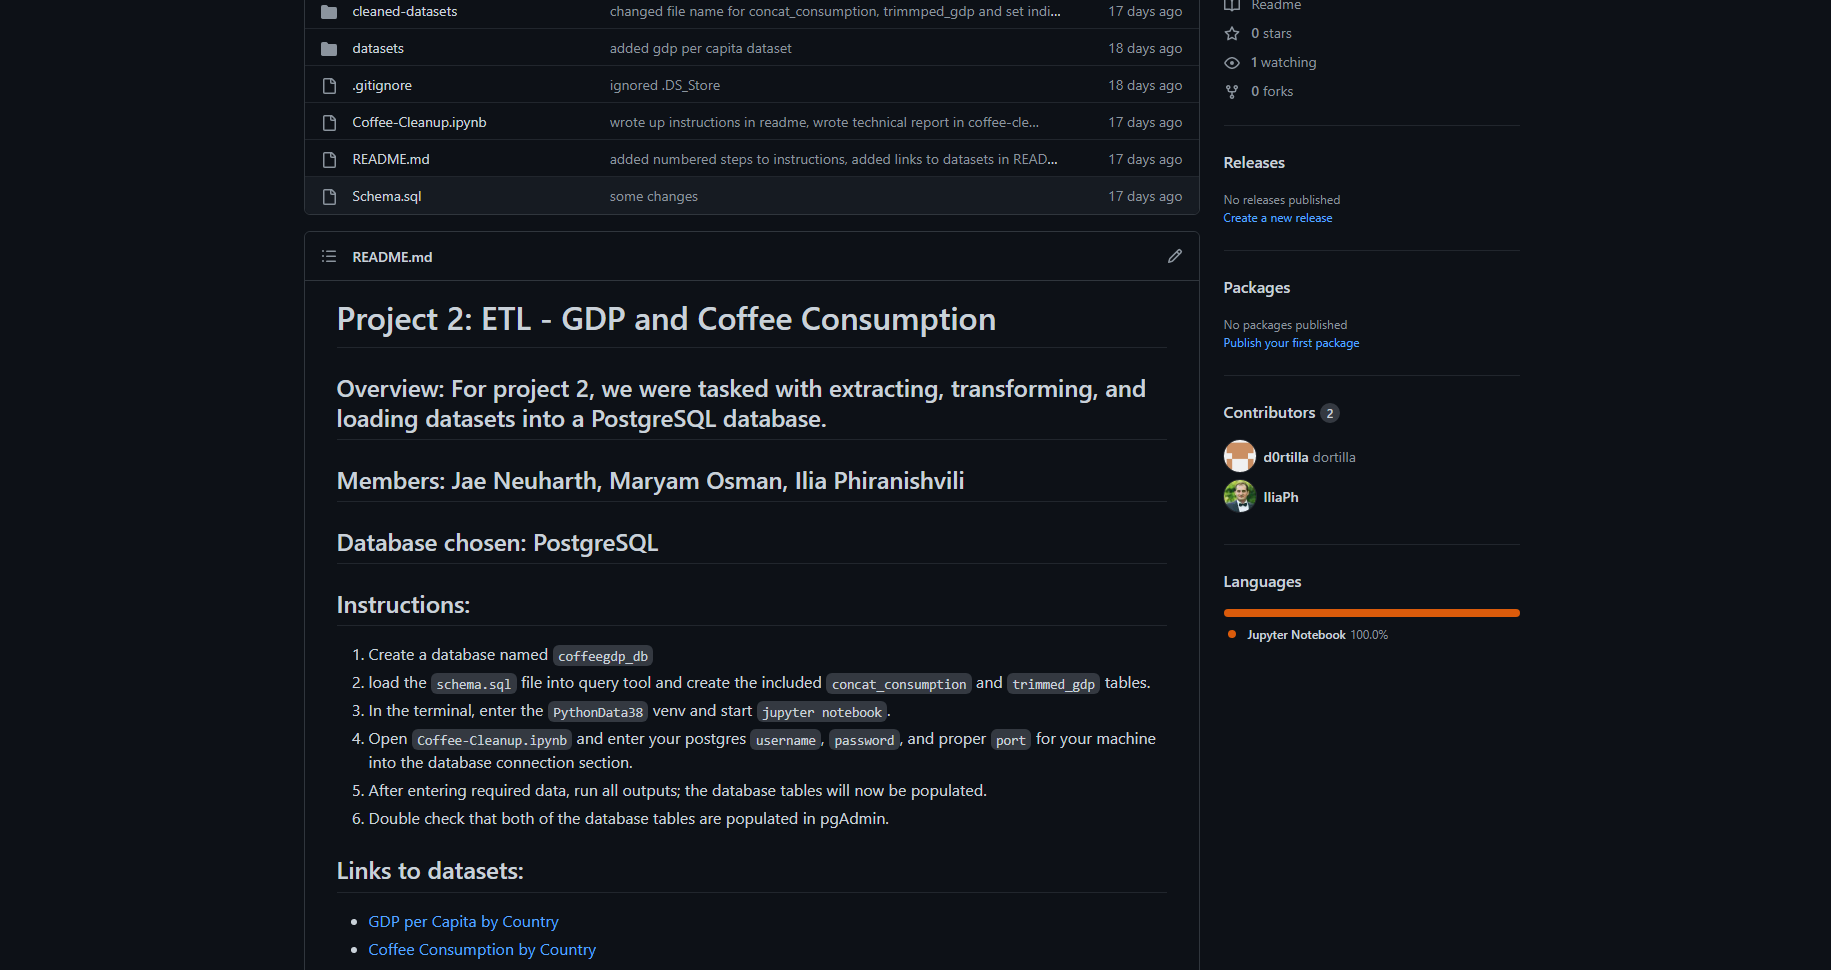 cleaned-datasets changed file name for concat_consumption, trimmped_gdp and set indi... 17 days ago
datasets added gdp per capita dataset 18 days ago
.gitignore ignored .DS_Store 18 days ago
Coffee-Cleanup.ipynb wrote up instructions in readme, wrote technical report in coffee-cle... 17 days ago
README.md added numbered steps to instructions, added links to datasets in READ... 17 days ago
Schema.sql some changes 17 days ago
README.md
Project 2: ETL - GDP and Coffee Consumption
Overview: For project 2, we were tasked with extracting, transforming, and
loading datasets into a PostgreSQL database.
Members: Jae Neuharth, Maryam Osman, Ilia Phiranishvili
Database chosen: PostgreSQL
Instructions:
1. Create a database named coffeegdp_db
2. load the schema.sql file into query tool and create the included concat_consumption and trimmed_gdp tables.
3. In the terminal, enter the PythonData38 venv and start jupyter notebook.
4. Open Coffee-Cleanup.ipynb and enter your postgres username, password, and proper port for your machine
into the database connection section.
5. After entering required data, run all outputs; the database tables will now be populated.
6. Double check that both of the database tables are populated in pgAdmin.
Links to datasets:
GDP per Capita by Country
Coffee Consumption by Country
Readme
0 stars
1 watching
0 forks
Releases
No releases published
Create a new release
Packages
No packages published
Publish your first package
Contributors 2
d0rtilla dortilla
IliaPh
Languages
Jupyter Notebook 100.0%